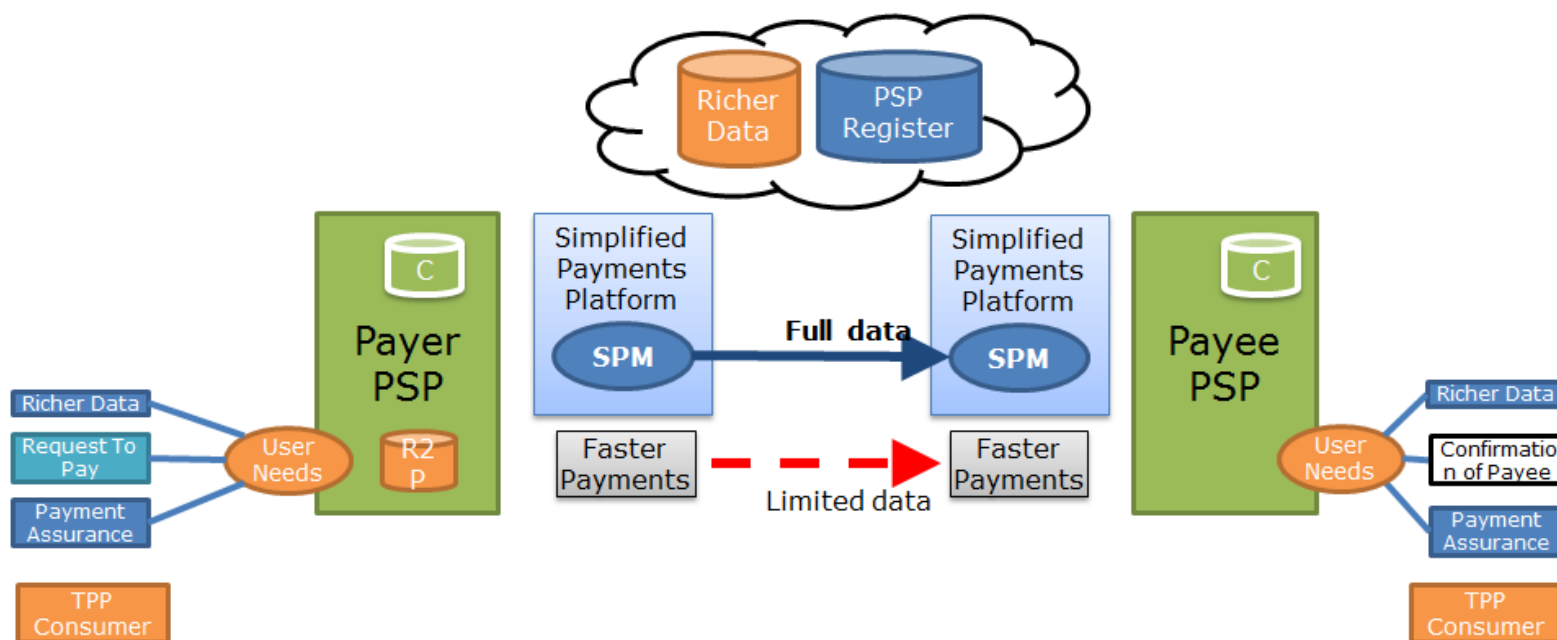 Richer
Data
PSP
Register
C
Payer
PSP
R2
P
Simplified
Payments
Platform
SPM
Full data
Simplified
Payments
Platform
SPM
C
Payee
PSP
Faster
Payments
Limited data
Faster
Payments
Richer Data
Request To
Pay
Payment
Assurance
User
Needs
User
Needs
Richer Data
Confirmatio
n of Payee
Payment
Assurance
TPP
Consumer
TPP
Consumer